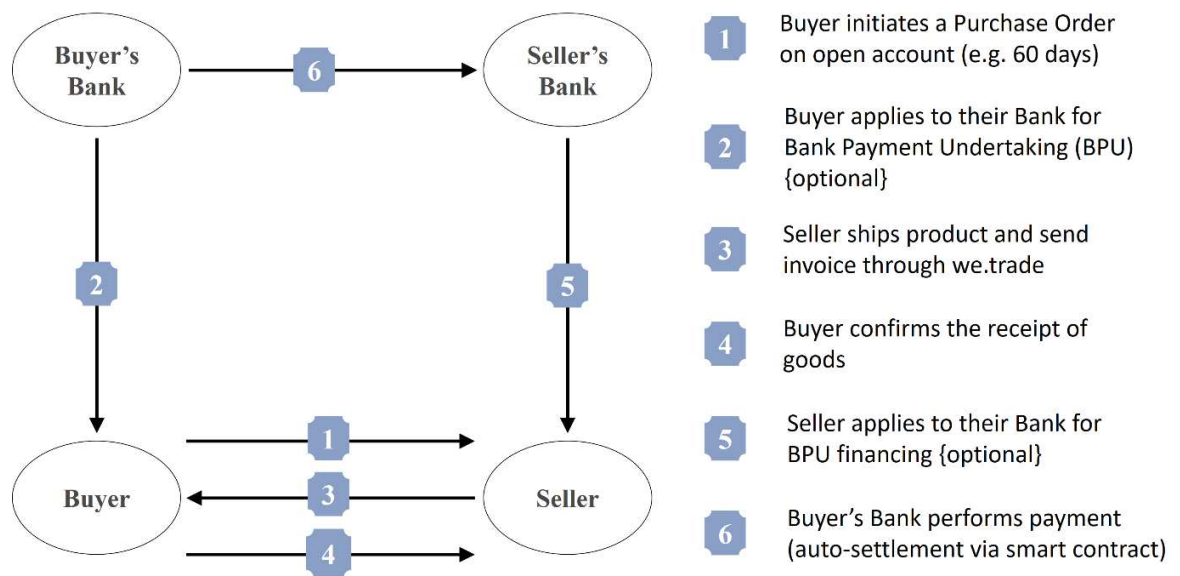 Buyer's
Bank
6
Seller's
Bank
2
5
Buyer
1
3
4
Seller
1
Buyer initiates a Purchase Order
on open account (e.g. 60 days)
2
Buyer applies to their Bank for
Bank Payment Undertaking (BPU)
{optional}
3
Seller ships product and send
invoice through we.trade
4
Buyer confirms the receipt of
goods
5
Seller applies to their Bank for
BPU financing {optional}
6
Buyer's Bank performs payment
(auto-settlement via smart contract)